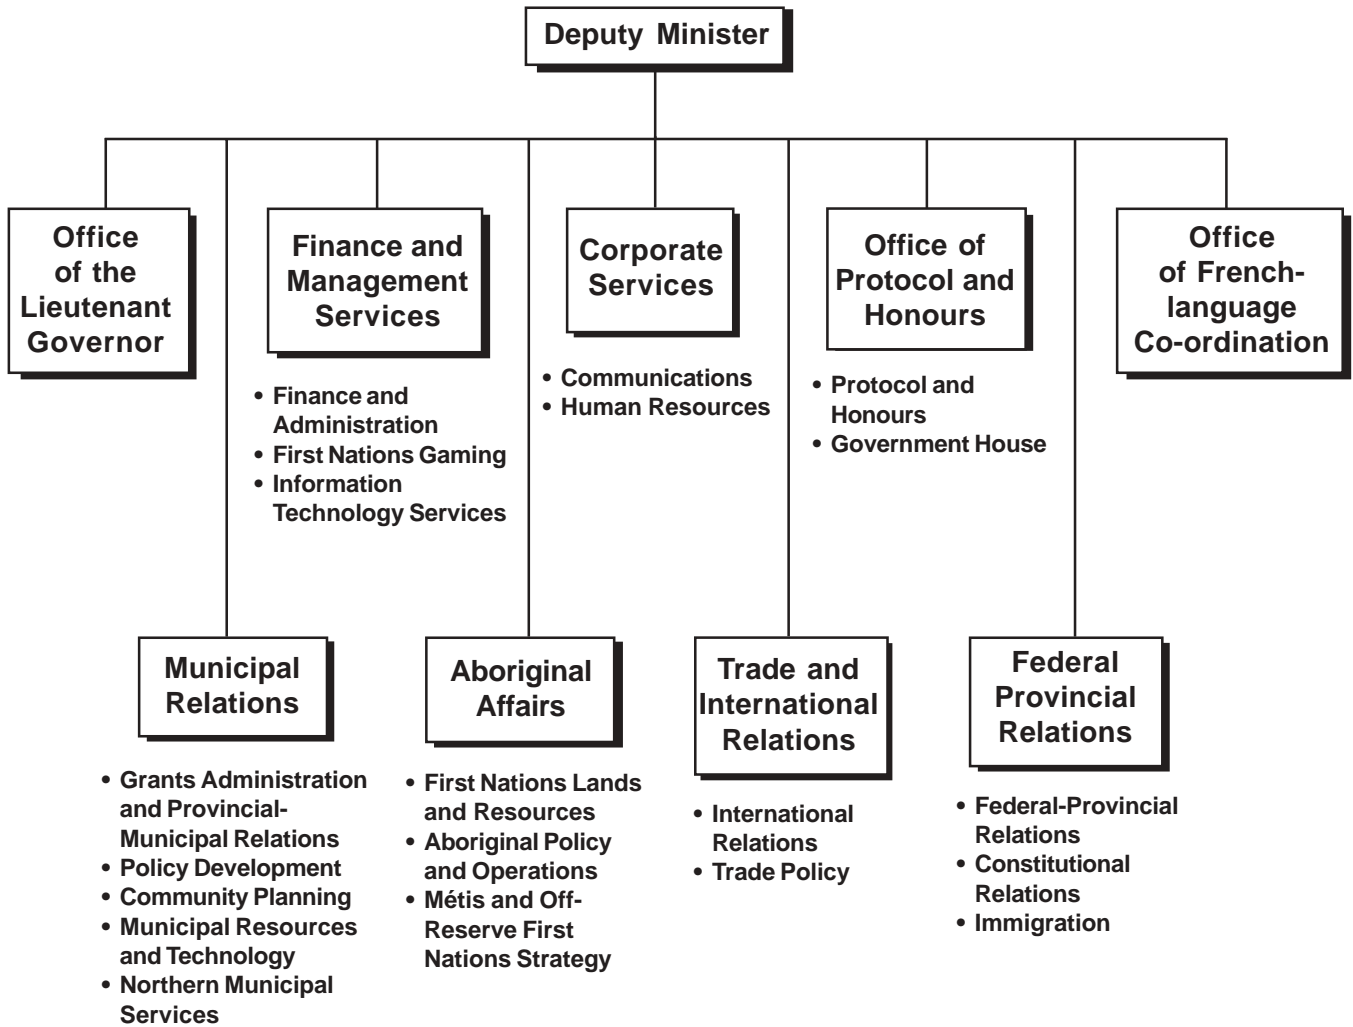 Deputy Minister
Office
of the
Lieutenant
Governor
Finance and
Management
Services
• Finance and
Administration
• First Nations Gaming
• Information
Technology Services
Corporate
Services
• Communications
• Human Resources
Office of
Protocol and
Honours
• Protocol and
Honours
• Government House
Office
of French-
language
Co-ordination
Municipal
Relations
• Grants Administration
and Provincial-
Municipal Relations
• Policy Development
• Community Planning
• Municipal Resources
and Technology
• Northern Municipal
Services
Aboriginal
Affairs
• First Nations Lands
and Resources
• Aboriginal Policy
and Operations
• Métis and Off-
Reserve First
Nations Strategy
Trade and
International
Relations
• International
Relations
• Trade Policy
Federal
Provincial
Relations
• Federal-Provincial
Relations
• Constitutional
Relations
• Immigration